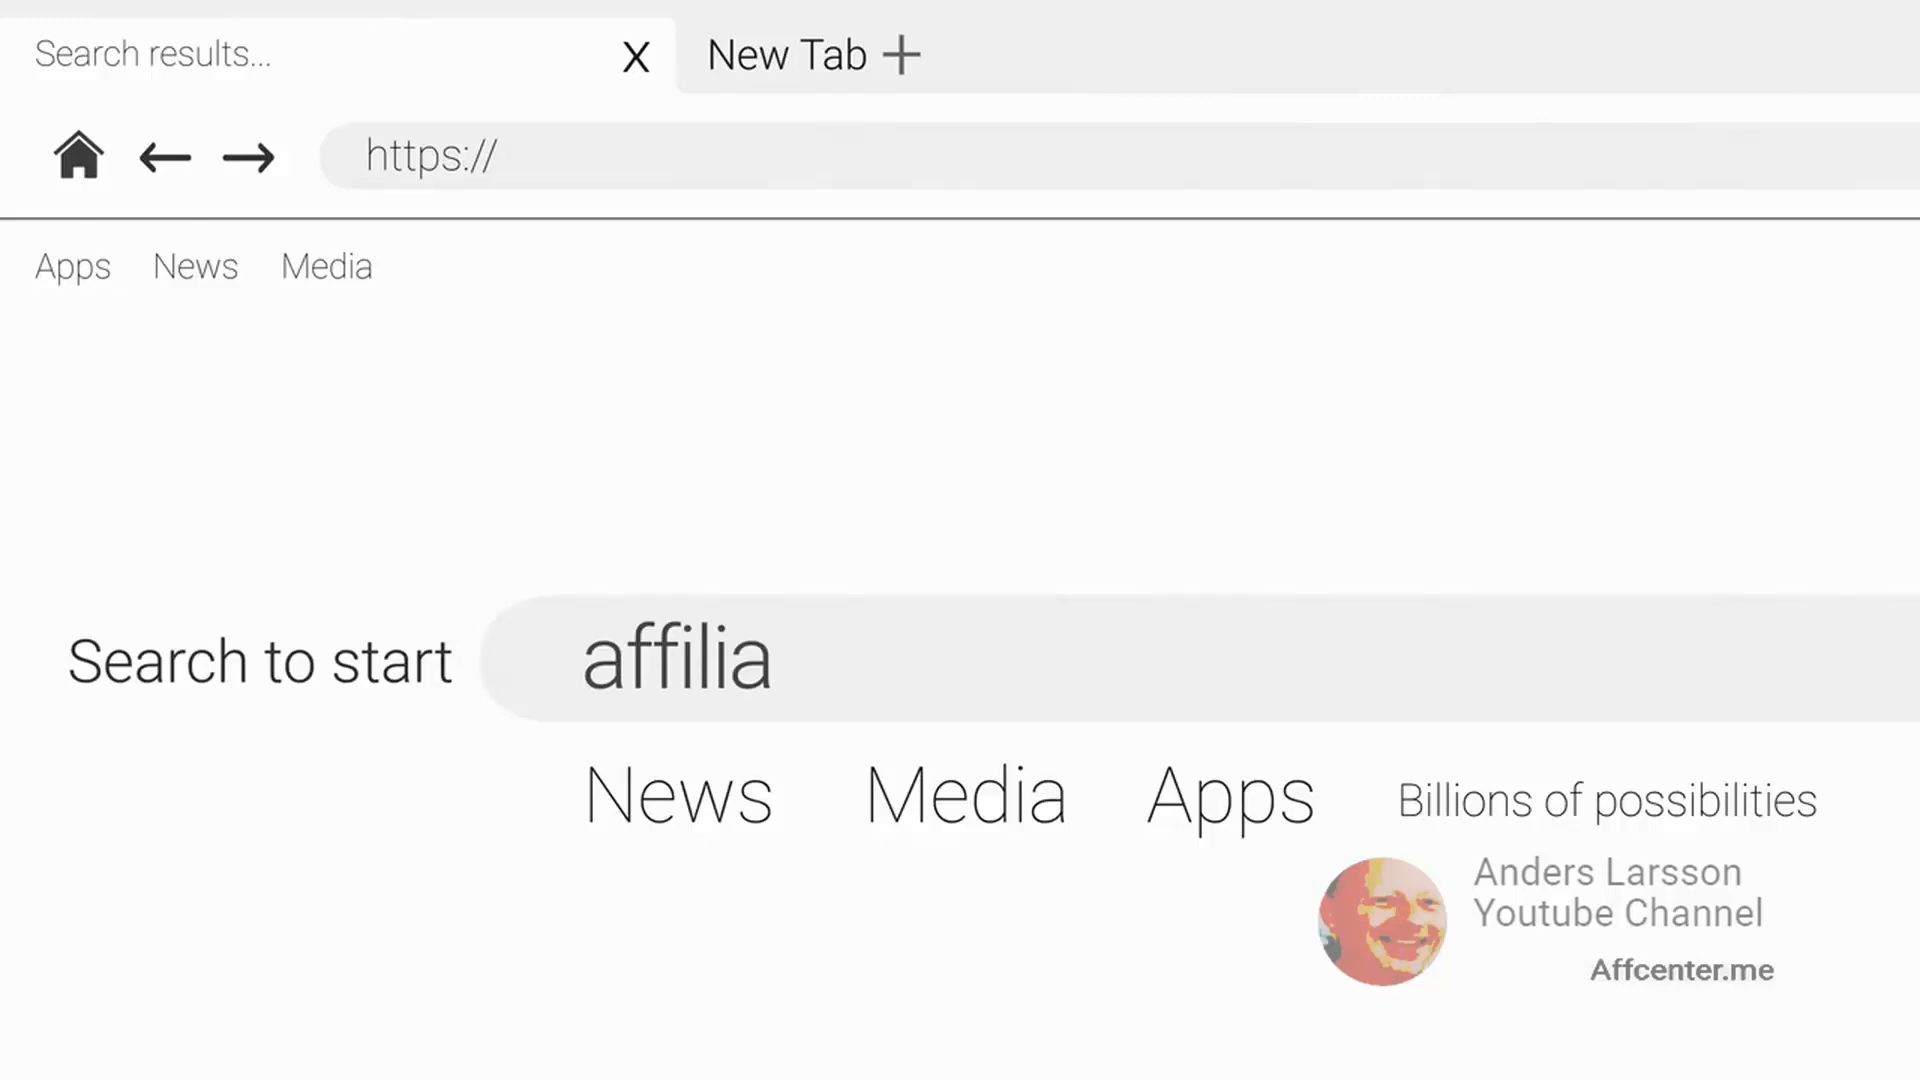 Search results... X New Tab +
https://
Apps News Media
Search to start affilia
News Media Apps Billions of possibilities
Anders Larsson
Youtube Channel
Affcenter.me